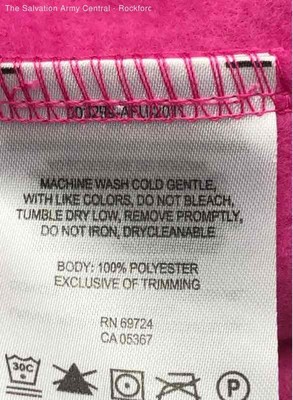 The Salvation Army Central - Rockford
MACHINE WASH COLD GENTLE,
WITH LIKE COLORS, DO NOT BLEACH,
TUMBLE DRY LOW, REMOVE PROMPTLY,
DO NOT IRON, DRYCLEANABLE
BODY: 100% POLYESTER
EXCLUSIVE OF TRIMMING
RN 69724
CA 05367
30C
P